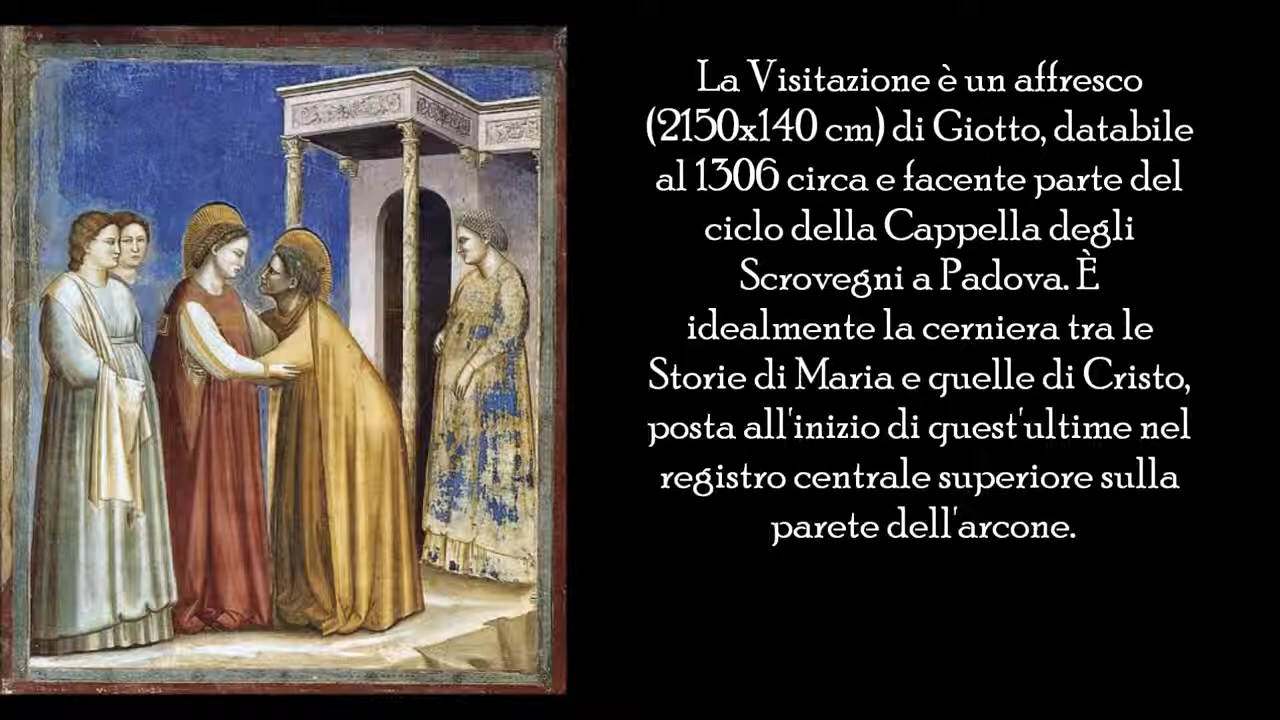 La Visitazione è un affresco
(2150x140 cm) di Giotto, databile
al 1306 circa e facente parte del
ciclo della Cappella degli
Scrovegni a Padova. È
idealmente la cerniera tra le
Storie di Maria e quelle di Cristo,
posta all'inizio di quest'ultime nel
registro centrale superiore sulla
parete dell'arcone.